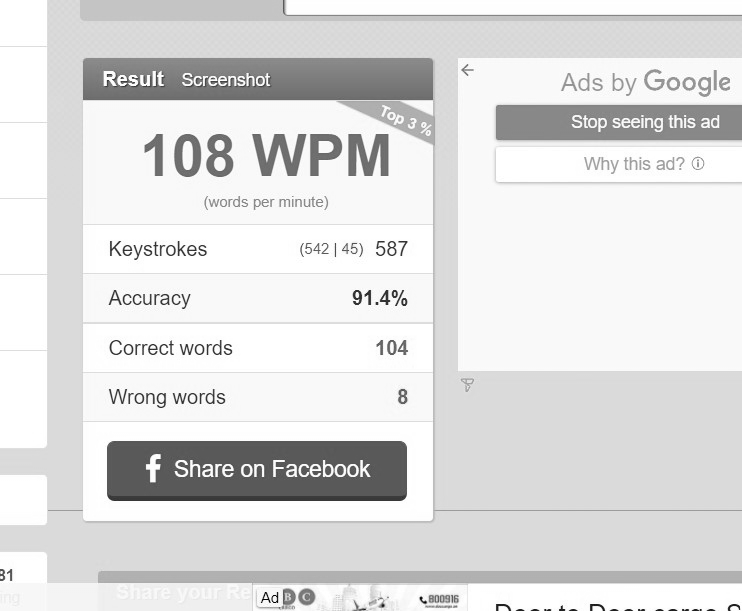 Result Screenshot
Top 3 %
108 WPM
(words per minute)
Keystrokes (542 | 45) 587
Accuracy 91.4%
Correct words 104
Wrong words 8
Share on Facebook
Ads by Google
Stop seeing this ad
Why this ad?
81
ing
Share your Re
Ad B C
800916
Door to Door cargo